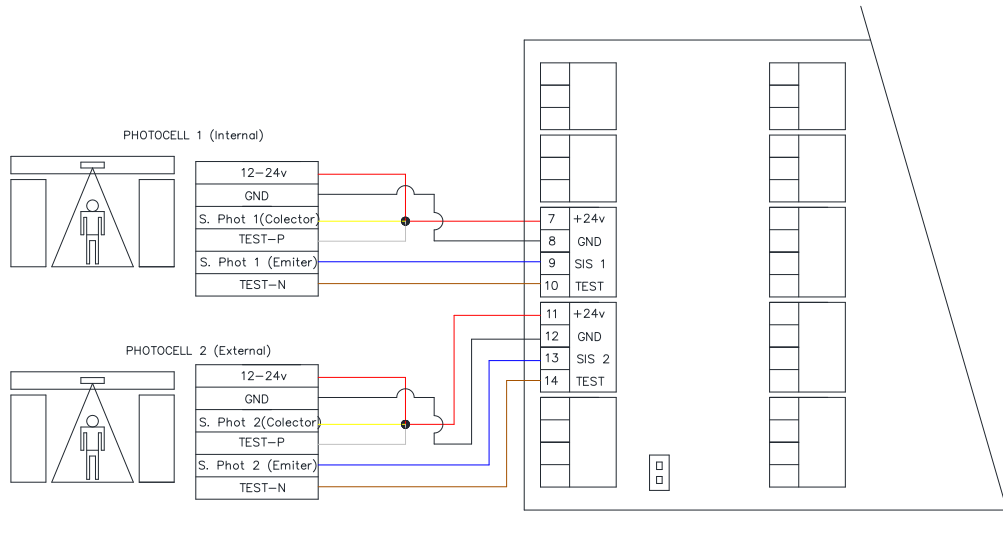 PHOTOCELL 1 (Internal)
12-24v
GND
S. Phot 1(Colector)
TEST-P
S. Phot 1 (Emiter)
TEST-N
7 +24v
8 GND
9 SIS 1
10 TEST
11 +24v
12 GND
13 SIS 2
14 TEST
PHOTOCELL 2 (External)
12-24v
GND
S. Phot 2(Colector)
TEST-P
S. Phot 2 (Emiter)
TEST-N